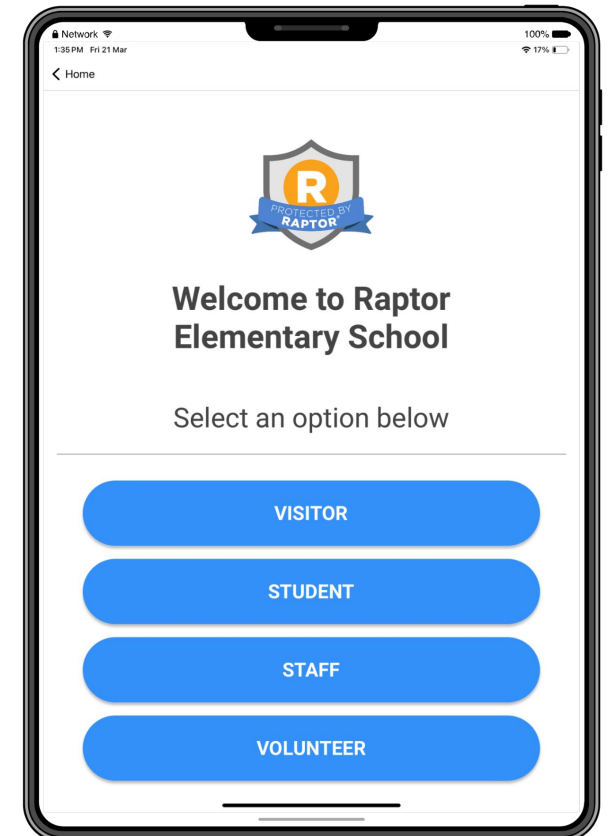 Network 100%
1:35 PM Fri 21 Mar 17%
Home
R
PROTECTED BY
RAPTOR®
Welcome to Raptor
Elementary School
Select an option below
VISITOR
STUDENT
STAFF
VOLUNTEER